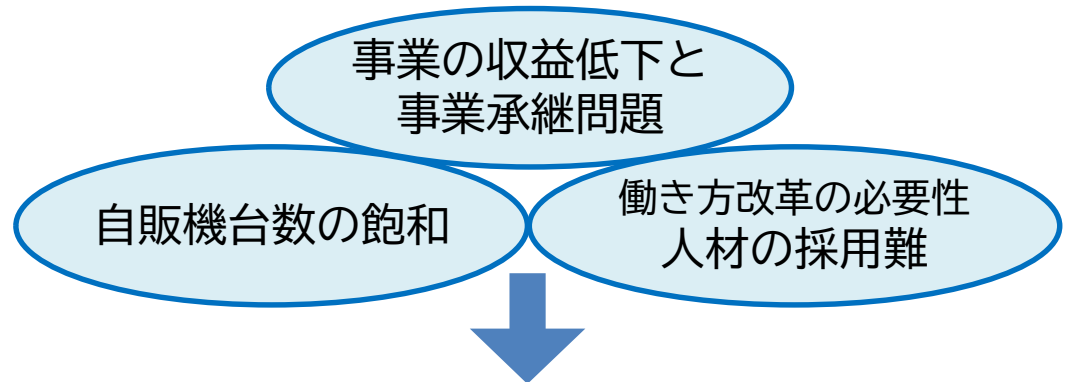 事業の収益低下と
事業承継問題
自販機台数の飽和
働き方改革の必要性
人材の採用難